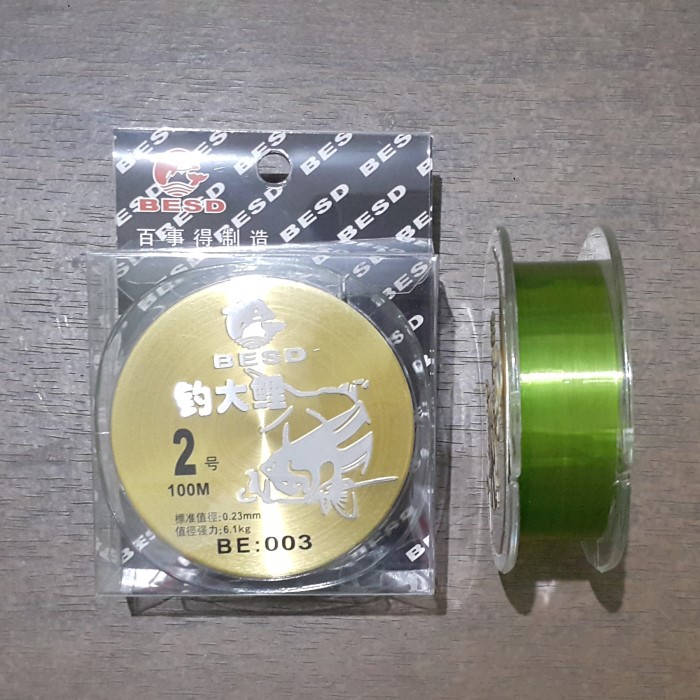 BESD
百事得制造
BESD
钓大鲤
2号
100M
標准值徑:0.23mm
值徑强力:6.1kg
BE:003